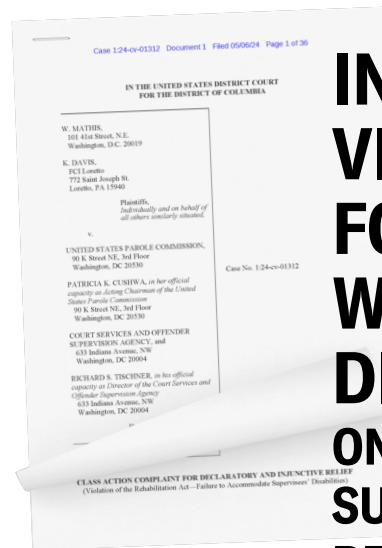 Case 1:24-cv-01312 Document 1 Filed 05/06/24 Page 1 of 36
IN THE UNITED STATES DISTRICT COURT
FOR THE DISTRICT OF COLUMBIA
W. MATHIS,
101 41st Street, N.E.
Washington, D.C. 20019
K. DAVIS,
FCI Loretto
772 Saint Joseph St.
Loretto, PA 15940
Plaintiffs,
Individually and on behalf of
all others similarly situated,
v.
UNITED STATES PAROLE COMMISSION,
90 K Street NE, 3rd Floor
Washington, DC 20530
PATRICIA K. CUSHWA, in her official
capacity as Acting Chairman of the United
States Parole Commission
90 K Street NE, 3rd Floor
Washington, DC 20530
COURT SERVICES AND OFFENDER
SUPERVISION AGENCY, and
633 Indiana Avenue, NW
Washington, DC 20004
RICHARD S. TISCHNER, in his official
capacity as Director of the Court Services and
Offender Supervision Agency
633 Indiana Avenue, NW
Washington, DC 20004
Case No. 1:24-cv-01312
CLASS ACTION COMPLAINT FOR DECLARATORY AND INJUNCTIVE RELIEF
(Violation of the Rehabilitation Act—Failure to Accommodate Supervisees' Disabilities)
IN
VI
FO
W
DI
ON
SU